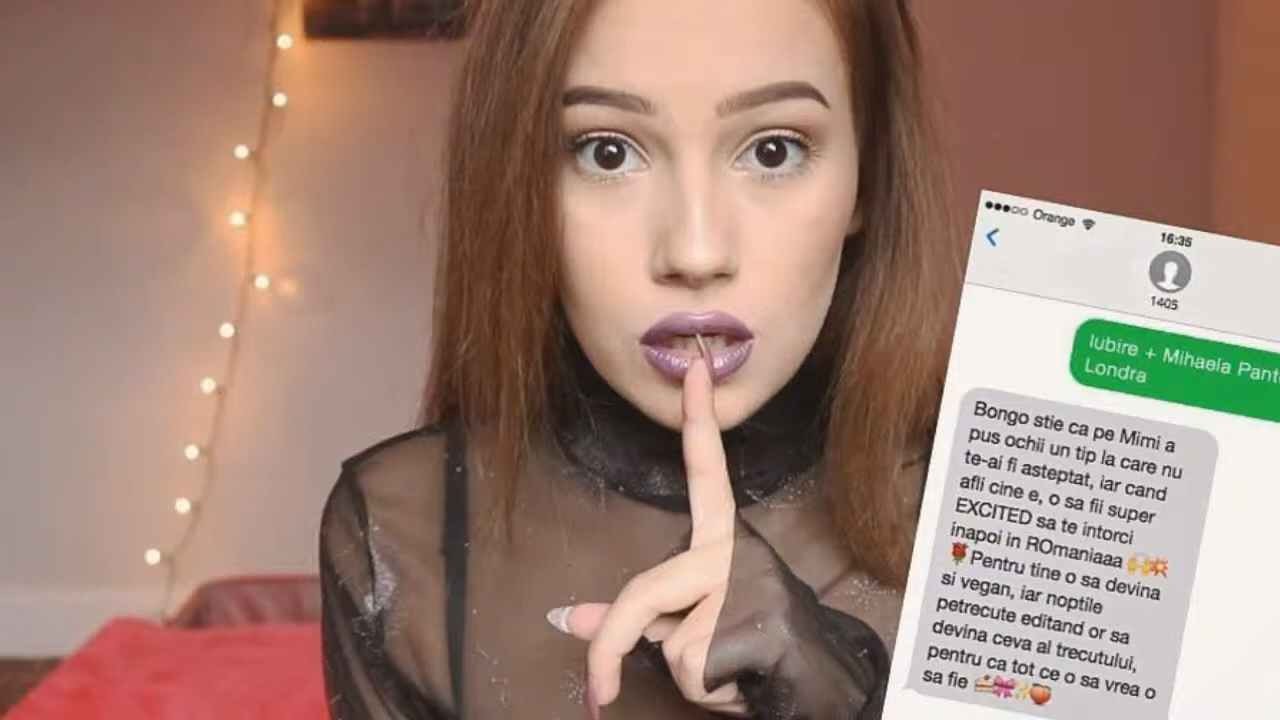 Orange
16:35
1405
Iubire + Mihaela Pant
Londra
Bongo stie ca pe Mimi a
pus ochii un tip la care nu
te-ai fi asteptat, iar cand
afli cine e, o sa fii super
EXCITED sa te intorci
inapoi in ROmaniaaa 🙌💥
🌹Pentru tine o sa devina
si vegan, iar noptile
petrecute editand or sa
devina ceva al trecutului,
pentru ca tot ce o sa vrea o
sa fie 🍰🎀✨🍑